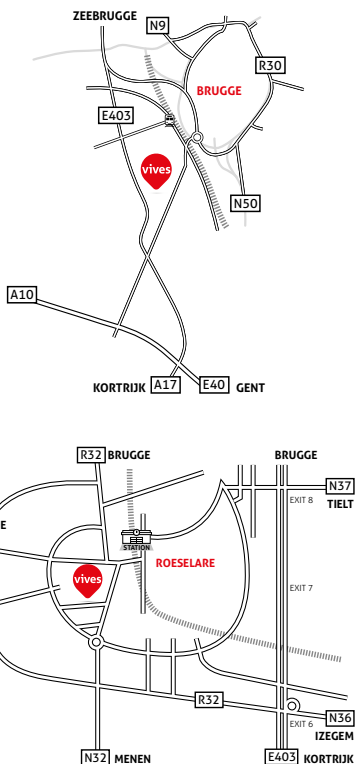 ZEEBRUGGE
N9
R30
BRUGGE
E403
vives
N50
A10
KORTRIJK A17 E40 GENT
R32 BRUGGE
BRUGGE
N37
EXIT 8 TIELT
E
STATION
ROESELARE
vives
EXIT 7
R32
N36
EXIT 6
IZEGEM
N32 MENEN
E403 KORTRIJK